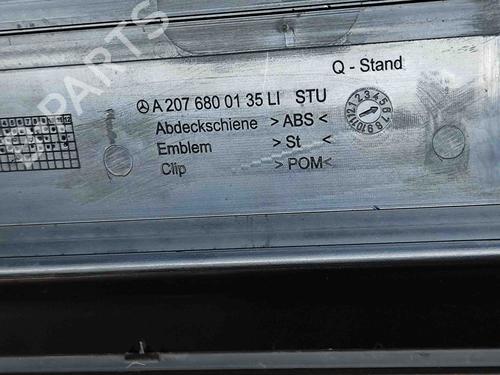 Q - Stand
A 207 680 01 35 LI STU
Abdeckschiene >ABS<
Emblem >St <
Clip >POM<